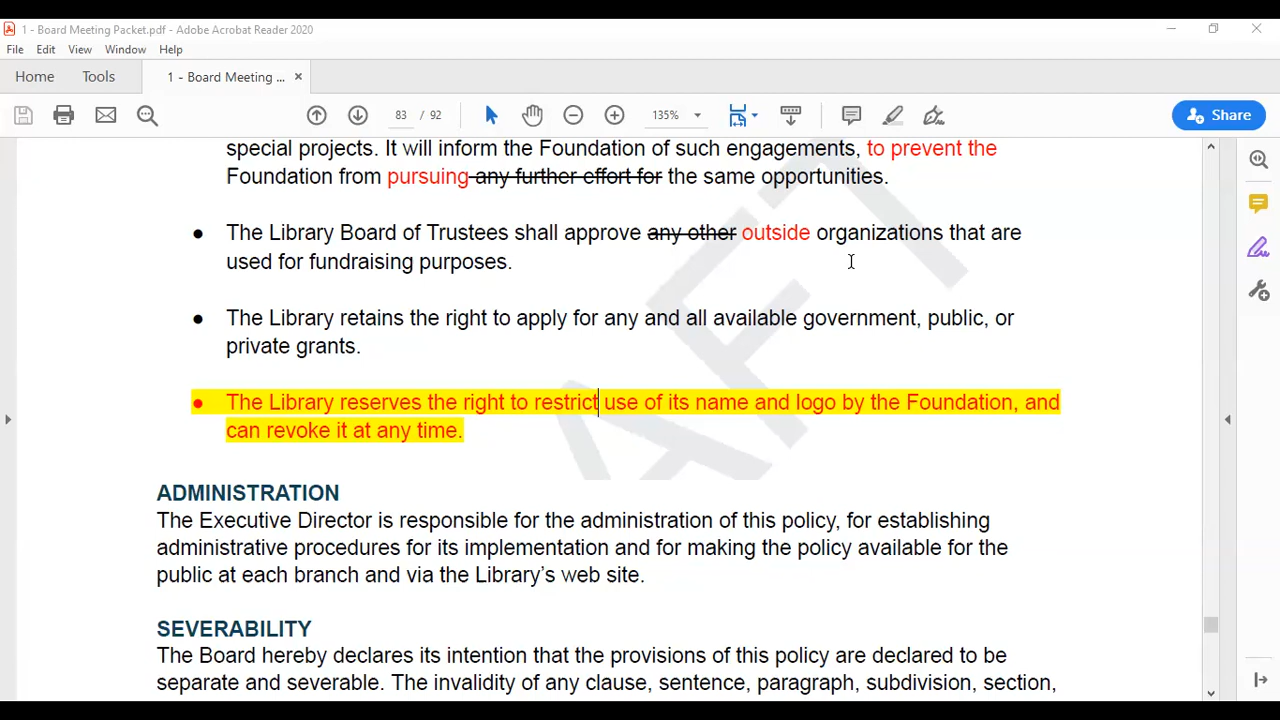 1 - Board Meeting Packet.pdf - Adobe Acrobat Reader 2020
File Edit View Window Help
Home Tools 1 - Board Meeting ... ×
83 / 92 135% Share
special projects. It will inform the Foundation of such engagements, to prevent the
Foundation from pursuing any further effort for the same opportunities.
● The Library Board of Trustees shall approve any other outside organizations that are
used for fundraising purposes.
● The Library retains the right to apply for any and all available government, public, or
private grants.
● The Library reserves the right to restrict use of its name and logo by the Foundation, and
can revoke it at any time.
ADMINISTRATION
The Executive Director is responsible for the administration of this policy, for establishing
administrative procedures for its implementation and for making the policy available for the
public at each branch and via the Library's web site.
SEVERABILITY
The Board hereby declares its intention that the provisions of this policy are declared to be
separate and severable. The invalidity of any clause, sentence, paragraph, subdivision, section,
AFT